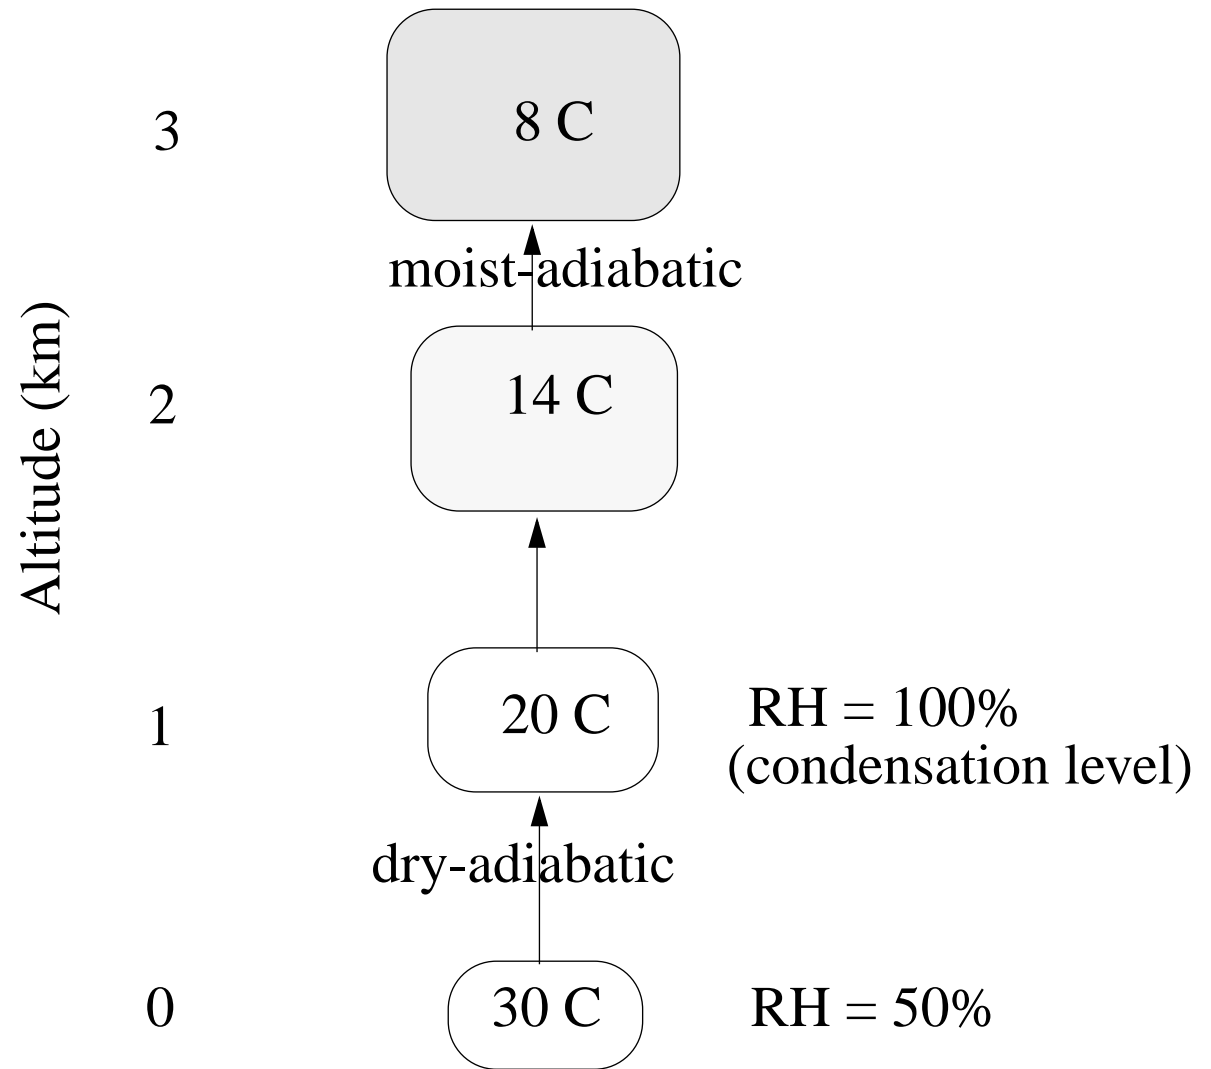 3
8 C
moist-adiabatic
Altitude (km)
2
14 C
1
20 C
RH = 100%
(condensation level)
dry-adiabatic
0
30 C
RH = 50%